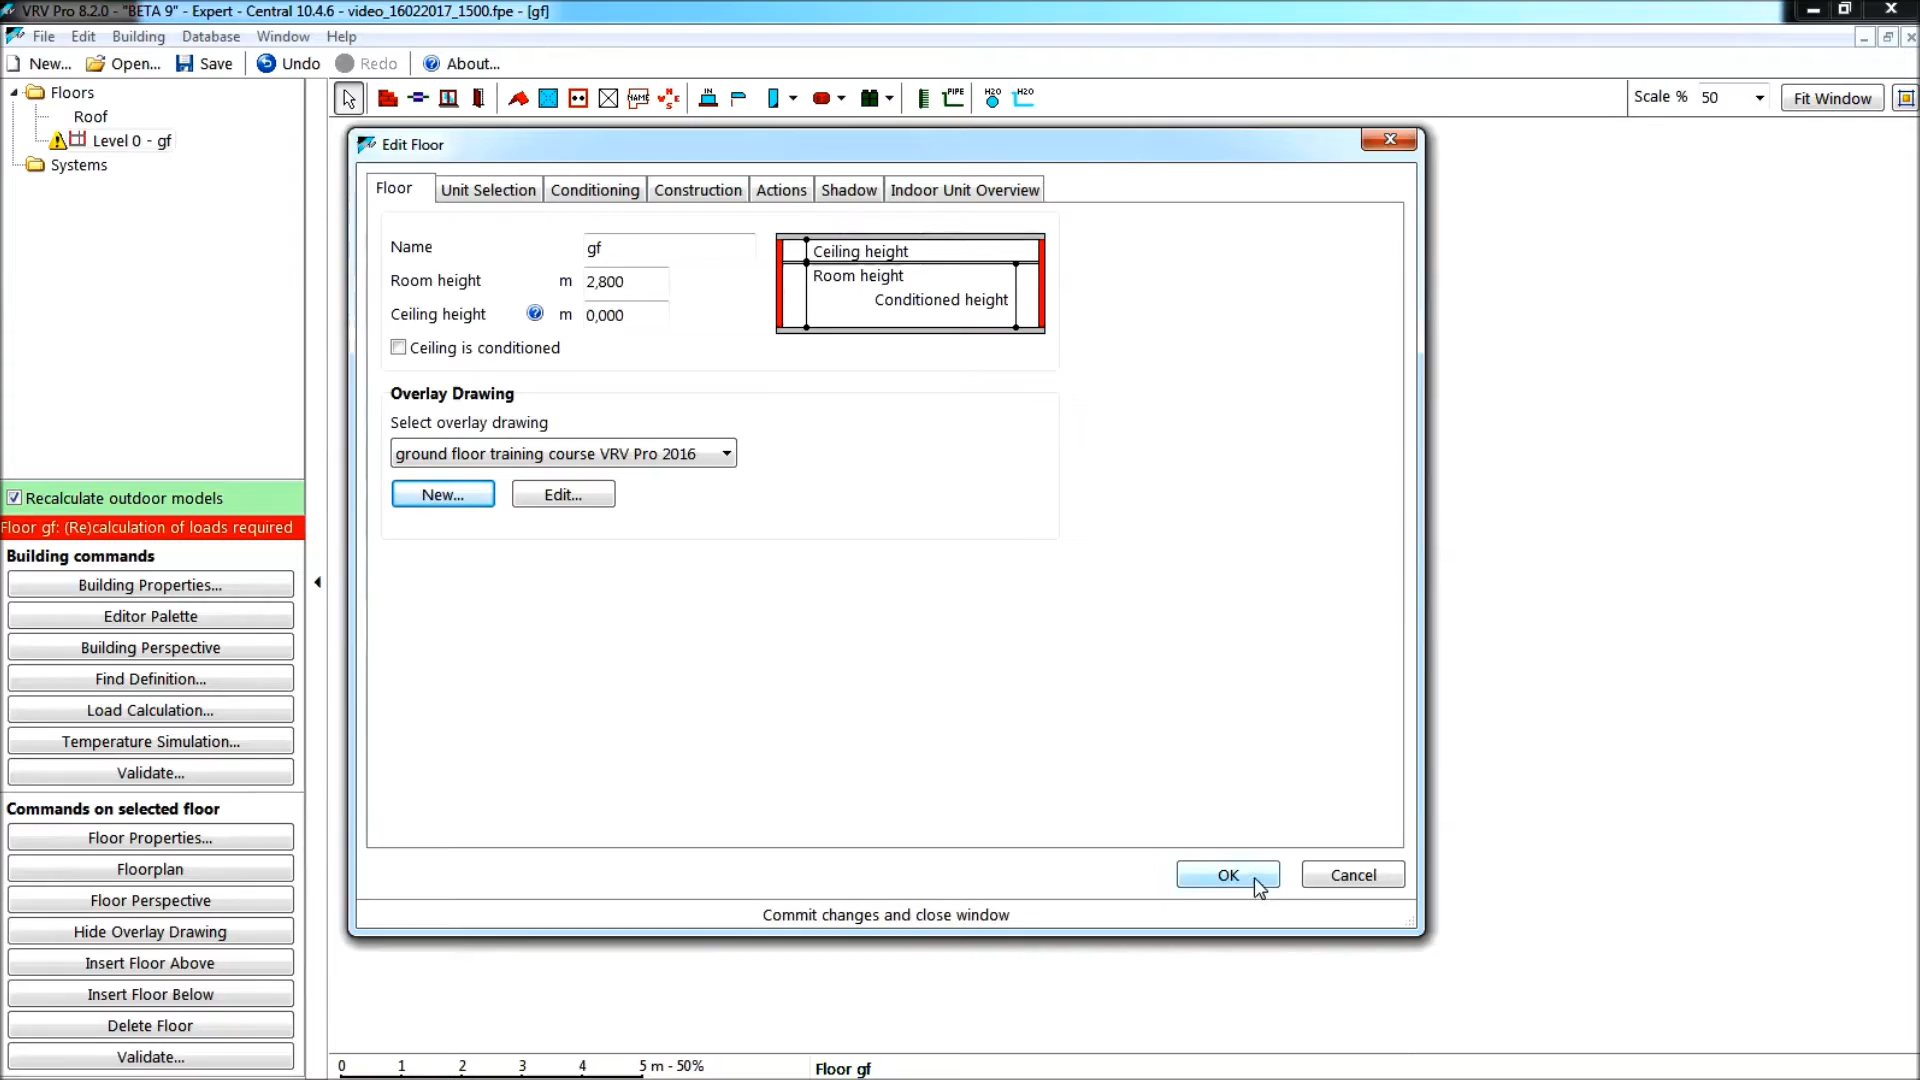 VRV Pro 8.2.0 - "BETA 9" - Expert - Central 10.4.6 - video_16022017_1500.fpe - [gf]
File Edit Building Database Window Help
New... Open... Save Undo Redo About...
Floors
Roof
Level 0 - gf
Systems
NAME
IN
PIPE
H2O
H2O
Scale % 50
Fit Window
Edit Floor
Floor Unit Selection Conditioning Construction Actions Shadow Indoor Unit Overview
Name gf
Room height m 2,800
Ceiling height m 0,000
Ceiling is conditioned
Ceiling height
Room height
Conditioned height
Overlay Drawing
Select overlay drawing
ground floor training course VRV Pro 2016
New... Edit...
OK Cancel
Commit changes and close window
Recalculate outdoor models
Floor gf: (Re)calculation of loads required
Building commands
Building Properties...
Editor Palette
Building Perspective
Find Definition...
Load Calculation...
Temperature Simulation...
Validate...
Commands on selected floor
Floor Properties...
Floorplan
Floor Perspective
Hide Overlay Drawing
Insert Floor Above
Insert Floor Below
Delete Floor
Validate...
0 1 2 3 4 5 m - 50%
Floor gf